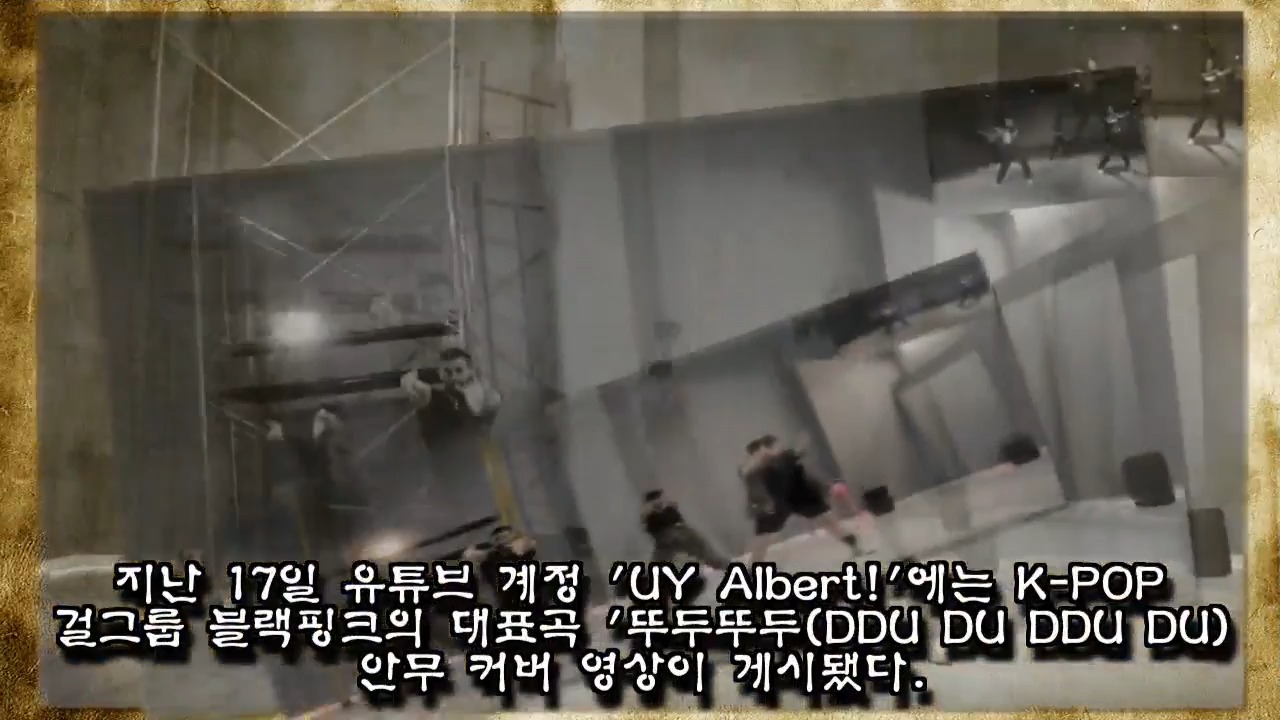 지난 17일 유튜브 계정 'UY Albert!'에는 K-POP
걸그룹 블랙핑크의 대표곡 '뚜두뚜두(DDU DU DDU DU)
안무 커버 영상이 게시됐다.